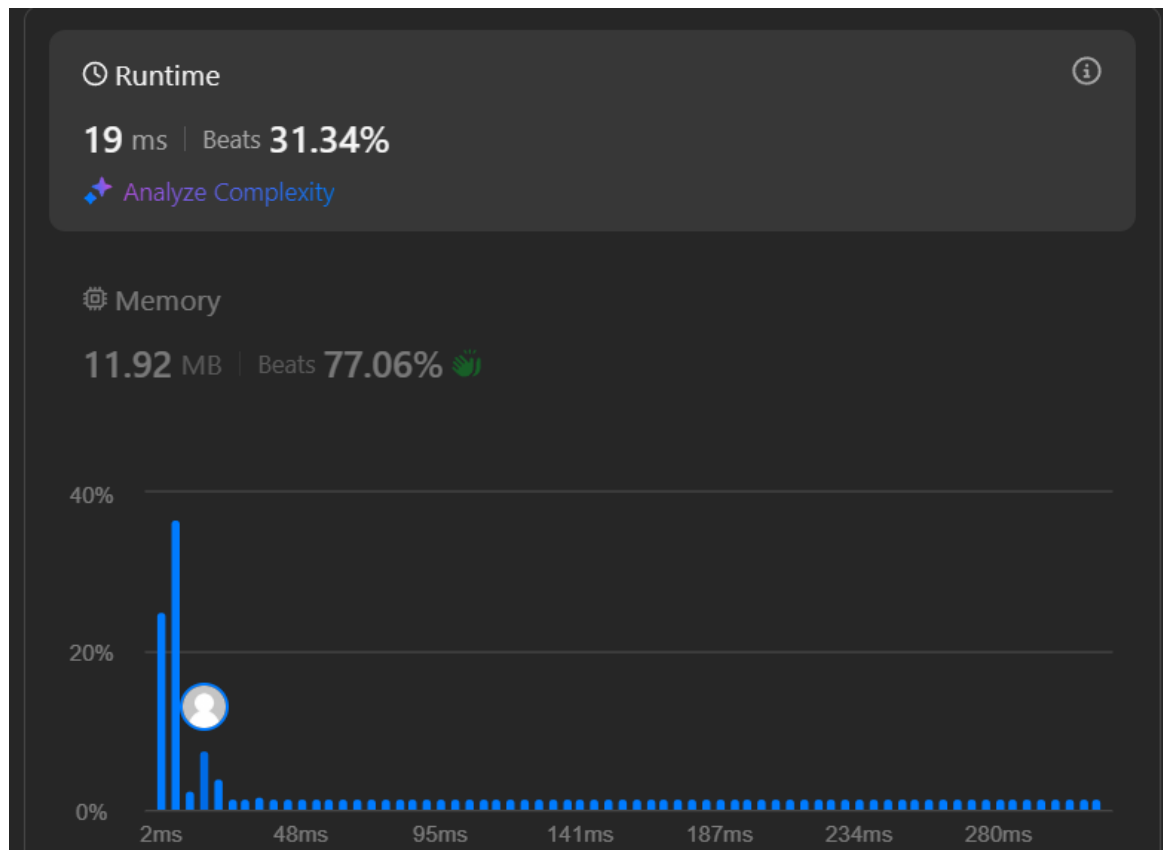 Runtime
19 ms | Beats 31.34%
Analyze Complexity
Memory
11.92 MB | Beats 77.06%
40%
20%
0%
2ms 48ms 95ms 141ms 187ms 234ms 280ms